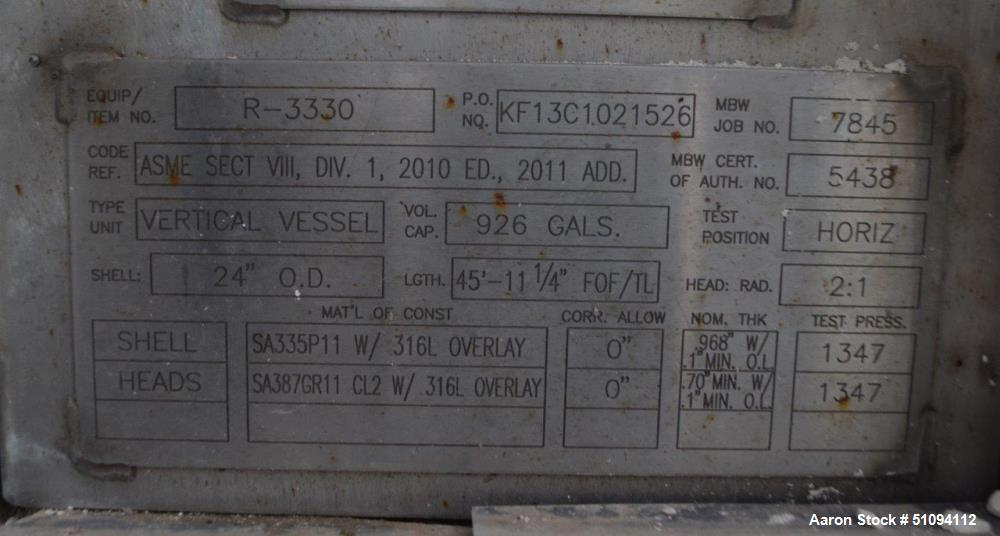 EQUIP/ ITEM NO. R-3330 P.O. NO. KF13C1021526 MBW JOB NO. 7845
CODE REF. ASME SECT VIII, DIV. 1, 2010 ED., 2011 ADD. MBW CERT. OF AUTH. NO. 5438
TYPE UNIT VERTICAL VESSEL VOL. CAP. 926 GALS. TEST POSITION HORIZ
SHELL: 24" O.D. LGTH. 45'-11 1/4" FOF/TL HEAD: RAD. 2:1
MAT'L OF CONST CORR. ALLOW NOM. THK TEST PRESS.
SHELL SA335P11 W/ 316L OVERLAY 0" .968" W/ .1"MIN. O.L. 1347
HEADS SA387GR11 CL2 W/ 316L OVERLAY 0" .70"MIN. W/ .1"MIN. O.L. 1347
Aaron Stock # 51094112